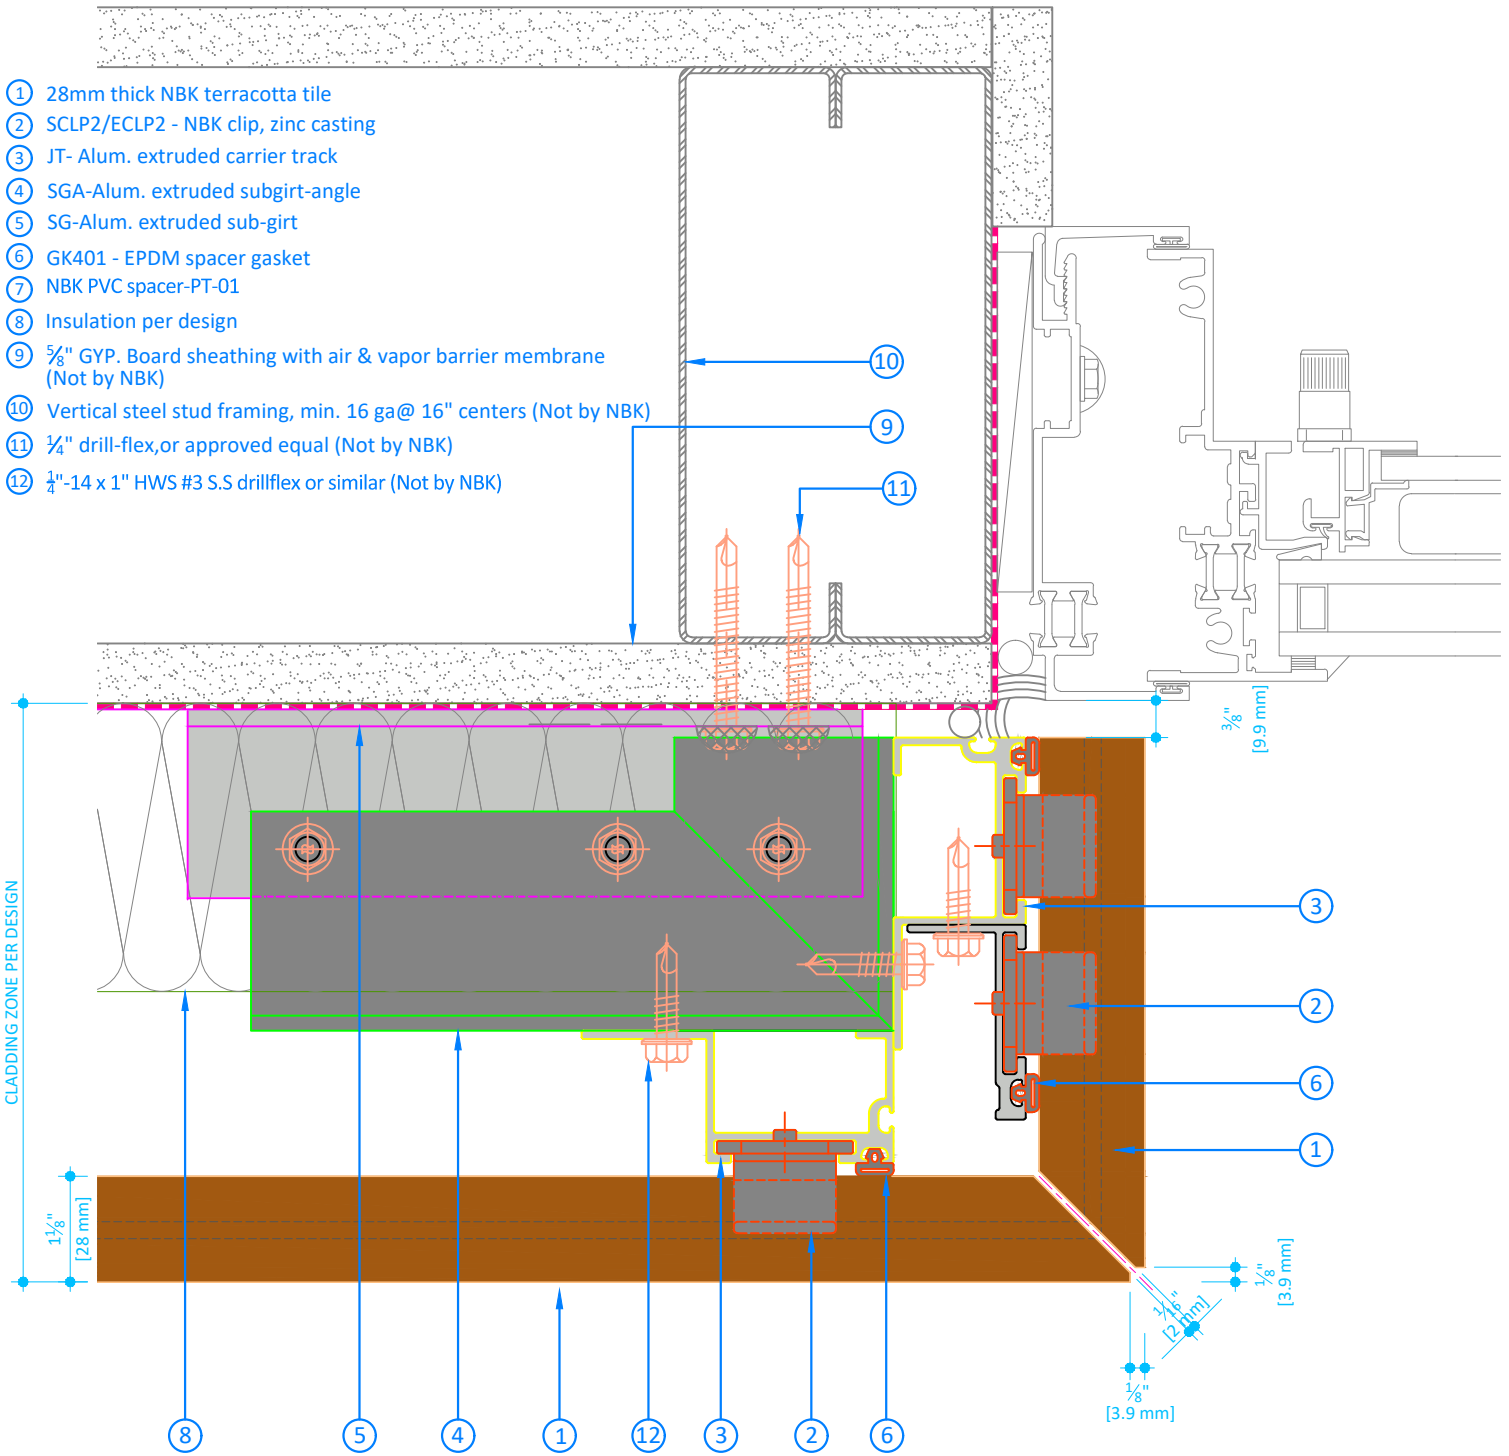 1 28mm thick NBK terracotta tile
2 SCLP2/ECLP2 - NBK clip, zinc casting
3 JT- Alum. extruded carrier track
4 SGA-Alum. extruded subgirt-angle
5 SG-Alum. extruded sub-girt
6 GK401 - EPDM spacer gasket
7 NBK PVC spacer-PT-01
8 Insulation per design
9 5/8" GYP. Board sheathing with air & vapor barrier membrane
(Not by NBK)
10 Vertical steel stud framing, min. 16 ga@ 16" centers (Not by NBK)
11 1/4" drill-flex,or approved equal (Not by NBK)
12 1/4"-14 x 1" HWS #3 S.S drillflex or similar (Not by NBK)
10
9
11
3/8"
[9.9 mm]
3
2
6
1
CLADDING ZONE PER DESIGN
1 1/8"
[28 mm]
1/8"
[3.9 mm]
1/16"
[2 mm]
1/8"
[3.9 mm]
8
5
4
1
12
3
2
6